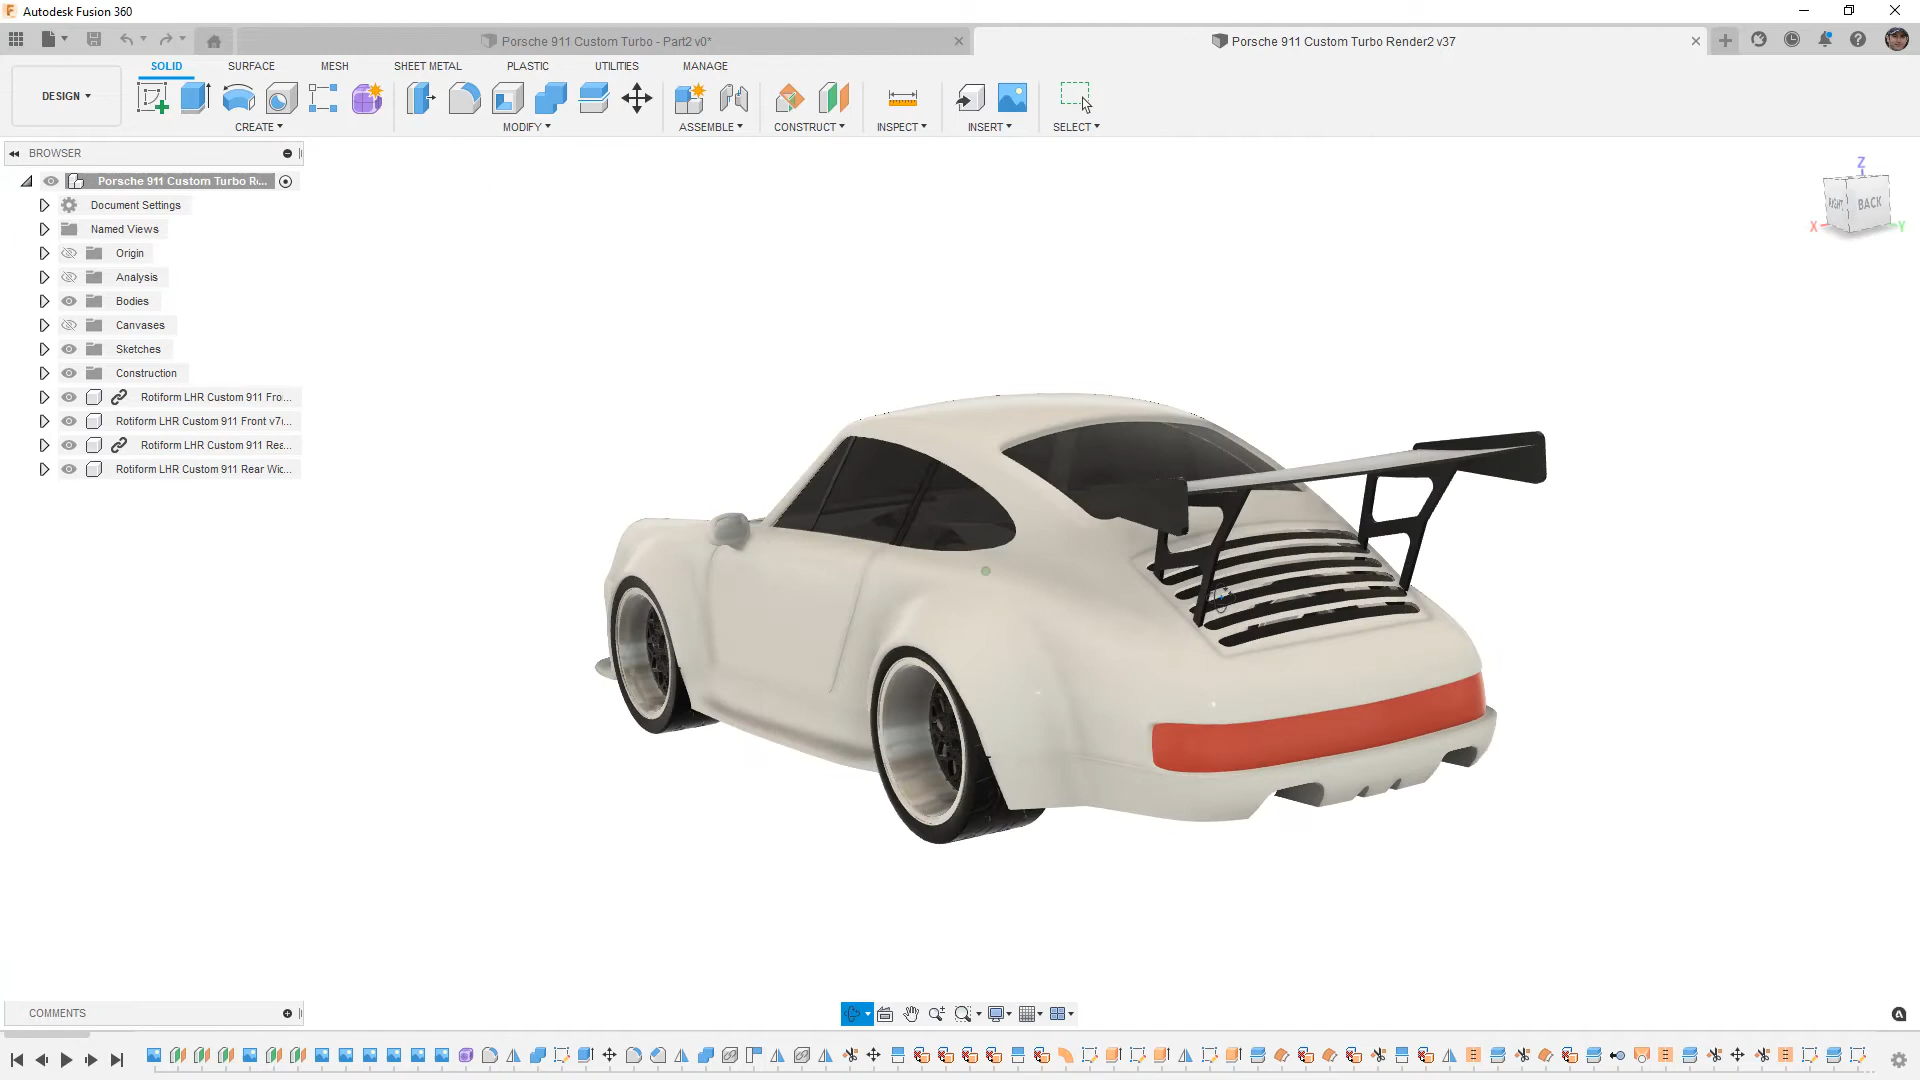 Autodesk Fusion 360
Porsche 911 Custom Turbo - Part2 v0*
Porsche 911 Custom Turbo Render2 v37
DESIGN
SOLID
SURFACE
MESH
SHEET METAL
PLASTIC
UTILITIES
MANAGE
CREATE
MODIFY
ASSEMBLE
CONSTRUCT
INSPECT
INSERT
SELECT
BROWSER
Porsche 911 Custom Turbo R...
Document Settings
Named Views
Origin
Analysis
Bodies
Canvases
Sketches
Construction
Rotiform LHR Custom 911 Fro...
Rotiform LHR Custom 911 Front v7(...
Rotiform LHR Custom 911 Rea...
Rotiform LHR Custom 911 Rear Wid...
Z
RIGHT
BACK
X
Y
COMMENTS